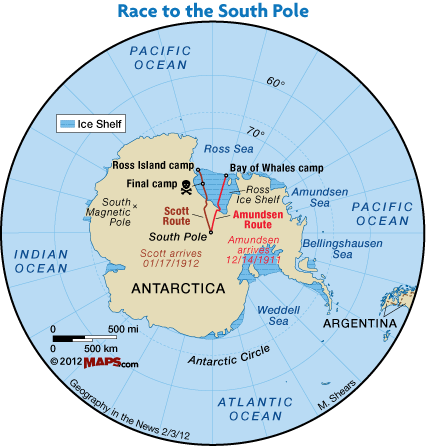 Race to the South Pole
PACIFIC
OCEAN
60°
Ice Shelf
70°
Ross Sea
Ross Island camp
Bay of Whales camp
Final camp
Ross
Ice Shelf
Amundsen
Sea
South
Magnetic
Pole
Scott
Route
Amundsen
Route
PACIFIC
OCEAN
South Pole
Amundsen
arrives
12/14/1911
Scott arrives
01/17/1912
Bellingshausen
Sea
INDIAN
OCEAN
ANTARCTICA
Weddell
Sea
ARGENTINA
0 500 mi
0 500 km
© 2012 MAPS.com
Antarctic Circle
Geography in the News 2/3/12
ATLANTIC
OCEAN
M. Shears